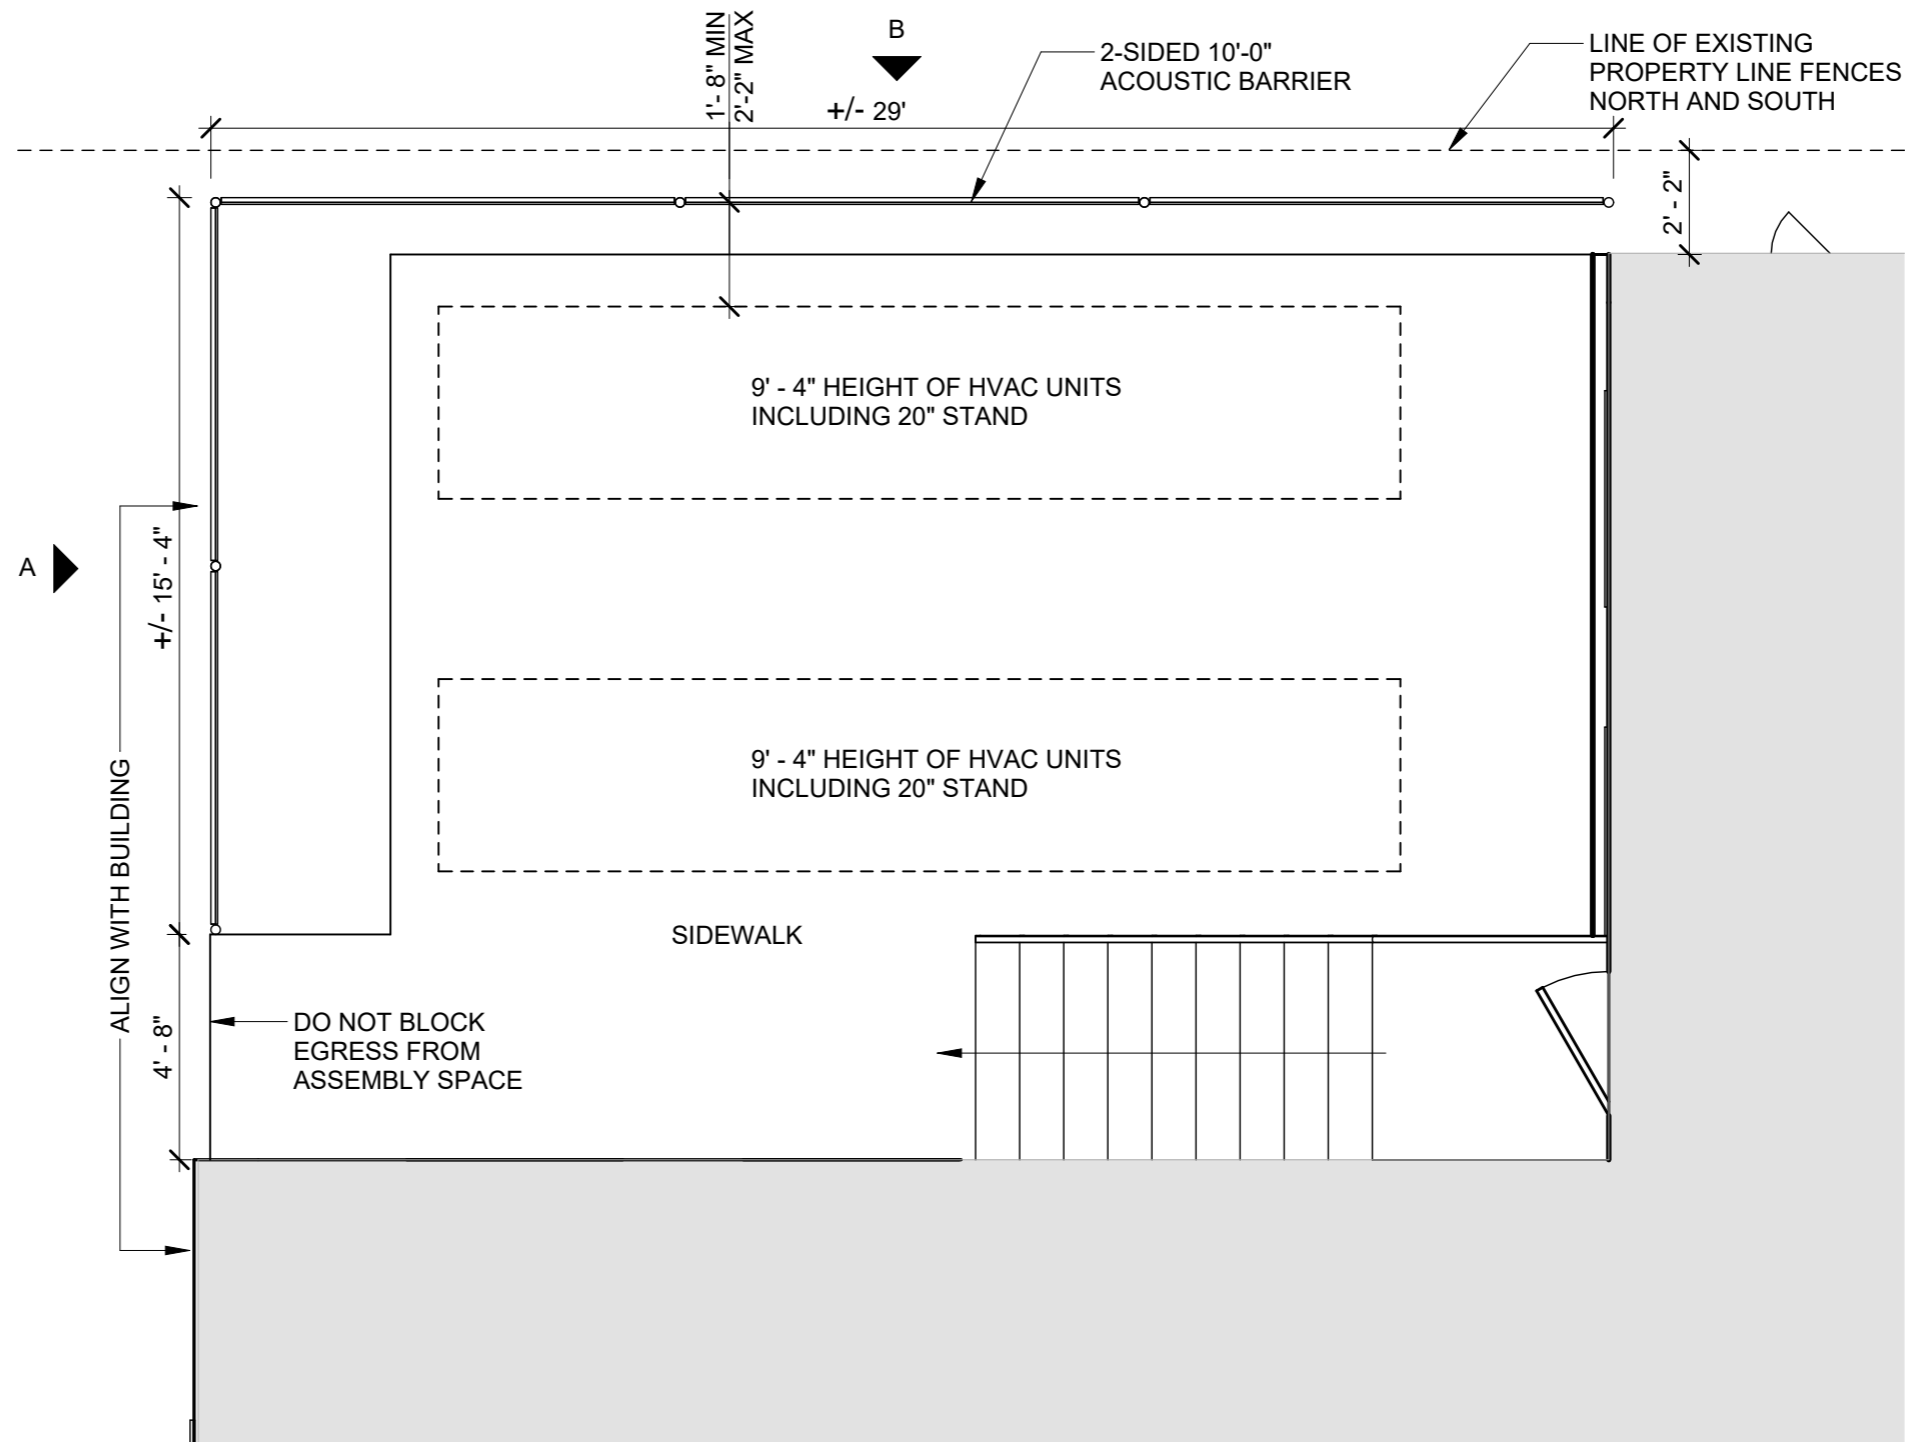 1'- 8" MIN
2'-2" MAX
B
+/- 29'
2-SIDED 10'-0"
ACOUSTIC BARRIER
LINE OF EXISTING
PROPERTY LINE FENCES
NORTH AND SOUTH
2' - 2"
9' - 4" HEIGHT OF HVAC UNITS
INCLUDING 20" STAND
A
+/- 15' - 4"
9' - 4" HEIGHT OF HVAC UNITS
INCLUDING 20" STAND
ALIGN WITH BUILDING
SIDEWALK
4' - 8"
DO NOT BLOCK
EGRESS FROM
ASSEMBLY SPACE